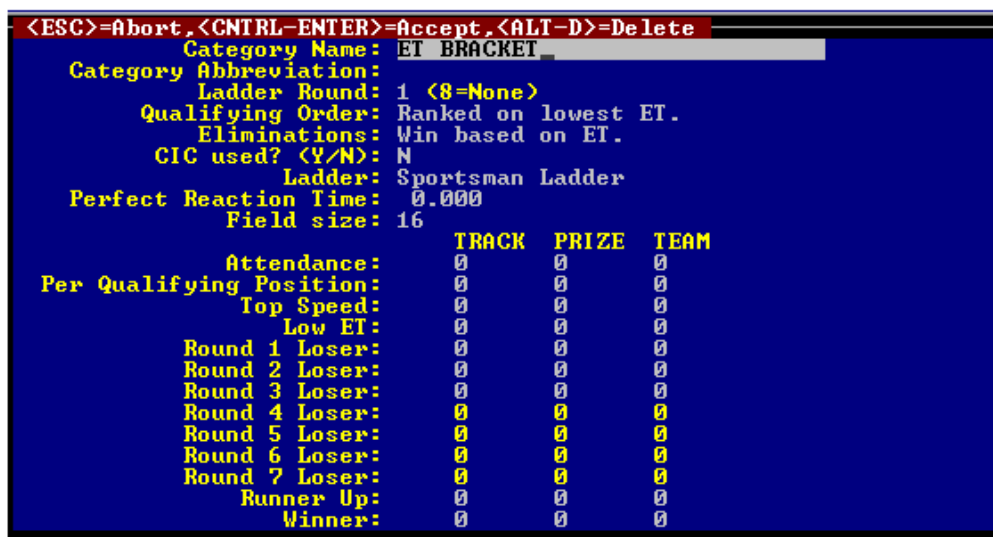 <ESC>=Abort,<CNTRL-ENTER>=Accept,<ALT-D>=Delete
Category Name: ET BRACKET_
Category Abbreviation:
Ladder Round: 1 (8=None)
Qualifying Order: Ranked on lowest ET.
Eliminations: Win based on ET.
CIC used? (Y/N): N
Ladder: Sportsman Ladder
Perfect Reaction Time: 0.000
Field size: 16
TRACK PRIZE TEAM
Attendance: 0 0 0
Per Qualifying Position: 0 0 0
Top Speed: 0 0 0
Low ET: 0 0 0
Round 1 Loser: 0 0 0
Round 2 Loser: 0 0 0
Round 3 Loser: 0 0 0
Round 4 Loser: 0 0 0
Round 5 Loser: 0 0 0
Round 6 Loser: 0 0 0
Round 7 Loser: 0 0 0
Runner Up: 0 0 0
Winner: 0 0 0